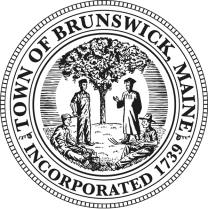 TOWN OF BRUNSWICK, MAINE
INCORPORATED 1739